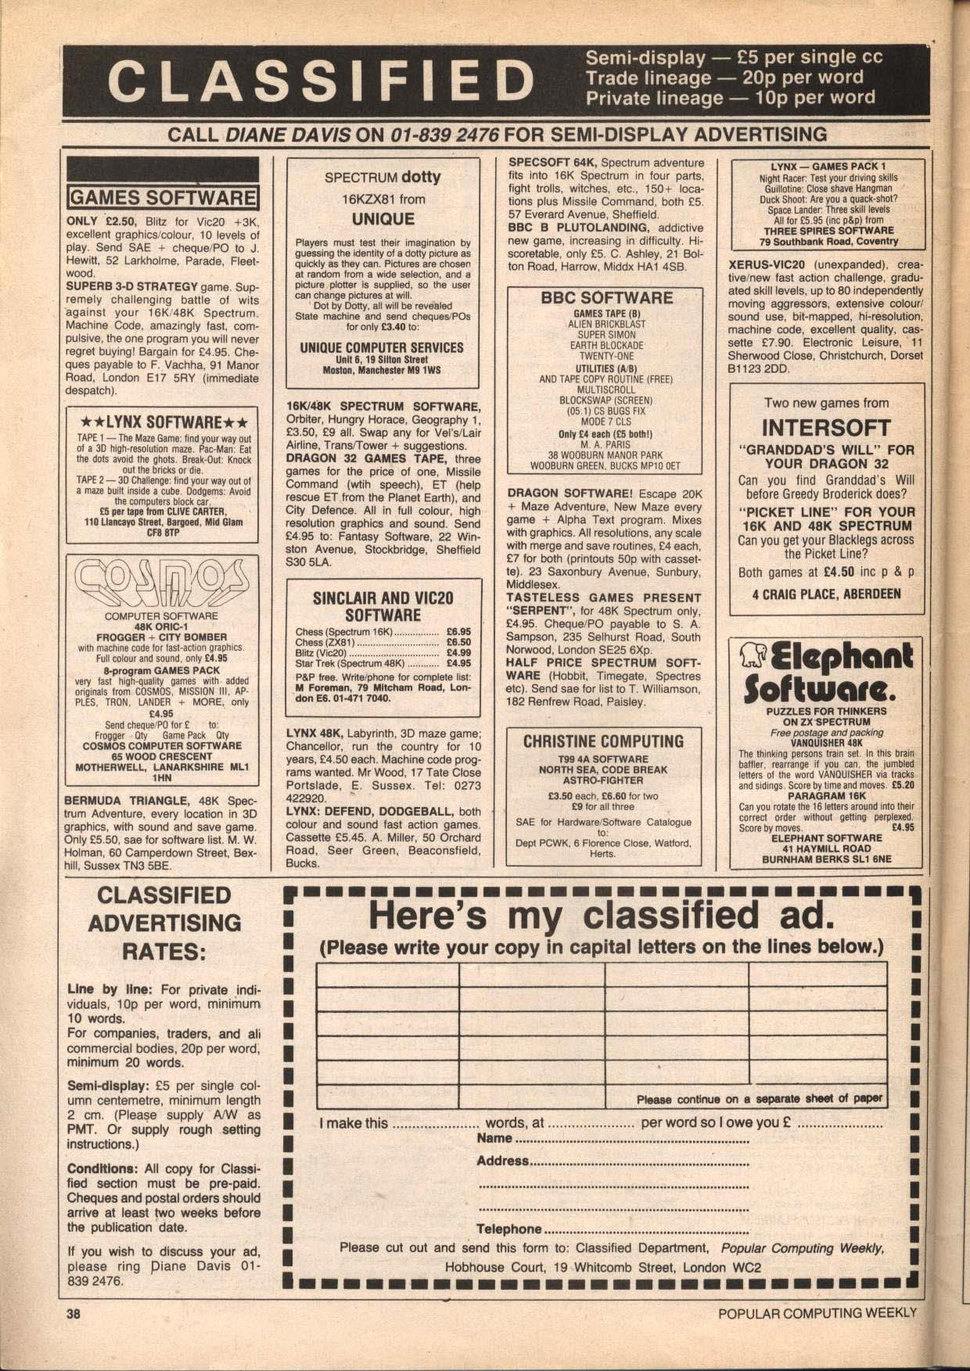 CLASSIFIED
Semi-display — £5 per single cc
Trade lineage — 20p per word
Private lineage — 10p per word
CALL DIANE DAVIS ON 01-839 2476 FOR SEMI-DISPLAY ADVERTISING
GAMES SOFTWARE
ONLY £2.50, Blitz for Vic20 +3K,
excellent graphics/colour, 10 levels of
play. Send SAE + cheque/PO to J.
Hewitt, 52 Larkholme, Parade, Fleet-
wood.
SUPERB 3-D STRATEGY game. Sup-
remely challenging battle of wits
against your 16K/48K Spectrum.
Machine Code, amazingly fast, com-
pulsive, the one program you will never
regret buying! Bargain for £4.95. Che-
ques payable to F. Vachha, 91 Manor
Road, London E17 5RY (immediate
despatch).
★★LYNX SOFTWARE★★
TAPE 1 — The Maze Game: find your way out
of a 3D high-resolution maze. Pac-Man: Eat
the dots avoid the ghots. Break-Out: Knock
out the bricks or die.
TAPE 2 — 3D Challenge: find your way out of
a maze built inside a cube. Dodgems: Avoid
the computers block car.
£5 per tape from CLIVE CARTER,
110 Llancayo Street, Bargoed, Mid Glam
CF8 8TP
COSMOS
COMPUTER SOFTWARE
48K ORIC-1
FROGGER + CITY BOMBER
with machine code for fast-action graphics.
Full colour and sound, only £4.95
8-program GAMES PACK
very fast high-quality games with added
originals from COSMOS, MISSION III, AP-
PLES, TRON, LANDER + MORE, only
£4.95
Send cheque/PO for £ to:
Frogger Qty Game Pack Qty
COSMOS COMPUTER SOFTWARE
65 WOOD CRESCENT
MOTHERWELL, LANARKSHIRE ML1
1HN
BERMUDA TRIANGLE, 48K Spec-
trum Adventure, every location in 3D
graphics, with sound and save game.
Only £5.50, sae for software list. M. W.
Holman, 60 Camperdown Street, Bex-
hill, Sussex TN3 5BE.
SPECTRUM dotty
16KZX81 from
UNIQUE
Players must test their imagination by
guessing the identity of a dotty picture as
quickly as they can. Pictures are chosen
at random from a wide selection, and a
picture plotter is supplied, so the user
can change pictures at will.
Dot by Dotty, all will be revealed
State machine and send cheques/POs
for only £3.40 to:
UNIQUE COMPUTER SERVICES
Unit 6, 19 Silton Street
Moston, Manchester M9 1WS
16K/48K SPECTRUM SOFTWARE,
Orbiter, Hungry Horace, Geography 1,
£3.50, £9 all. Swap any for Vel's/Lair
Airline, Trans/Tower + suggestions.
DRAGON 32 GAMES TAPE, three
games for the price of one, Missile
Command (wtih speech), ET (help
rescue ET from the Planet Earth), and
City Defence. All in full colour, high
resolution graphics and sound. Send
£4.95 to: Fantasy Software, 22 Win-
ston Avenue, Stockbridge, Sheffield
S30 5LA.
SINCLAIR AND VIC20
SOFTWARE
Chess (Spectrum 16K)................ £6.95
Chess (ZX81)............................ £6.50
Blitz (Vic20) ............................. £4.99
Star Trek (Spectrum 48K) ........... £4.95
P&P free. Write/phone for complete list:
M Foreman, 79 Mitcham Road, Lon-
don E6. 01-471 7040.
LYNX 48K, Labyrinth, 3D maze game;
Chancellor, run the country for 10
years, £4.50 each. Machine code prog-
rams wanted. Mr Wood, 17 Tate Close
Portslade, E. Sussex. Tel: 0273
422920.
LYNX: DEFEND, DODGEBALL, both
colour and sound fast action games.
Cassette £5.45. A. Miller, 50 Orchard
Road, Seer Green, Beaconsfield,
Bucks.
SPECSOFT 64K, Spectrum adventure
fits into 16K Spectrum in four parts,
fight trolls, witches, etc., 150+ loca-
tions plus Missile Command, both £5.
57 Everard Avenue, Sheffield.
BBC B PLUTOLANDING, addictive
new game, increasing in difficulty. Hi-
scoretable, only £5. C. Ashley, 21 Bol-
ton Road, Harrow, Middx HA1 4SB.
BBC SOFTWARE
GAMES TAPE (B)
ALIEN BRICKBLAST
SUPER SIMON
EARTH BLOCKADE
TWENTY-ONE
UTILITIES (A/B)
AND TAPE COPY ROUTINE (FREE)
MULTISCROLL
BLOCKSWAP (SCREEN)
(05.1) CS BUGS FIX
MODE 7 CLS
Only £4 each (£5 both!)
M. A. PARIS
38 WOOBURN MANOR PARK
WOOBURN GREEN, BUCKS MP10 0ET
DRAGON SOFTWARE! Escape 20K
+ Maze Adventure, New Maze every
game + Alpha Text program. Mixes
with graphics. All resolutions, any scale
with merge and save routines, £4 each,
£7 for both (printouts 50p with casset-
te). 23 Saxonbury Avenue, Sunbury,
Middlesex.
TASTELESS GAMES PRESENT
"SERPENT", for 48K Spectrum only,
£4.95. Cheque/PO payable to S. A.
Sampson, 235 Selhurst Road, South
Norwood, London SE25 6Xp.
HALF PRICE SPECTRUM SOFT-
WARE (Hobbit, Timegate, Spectres
etc). Send sae for list to T. Williamson,
182 Renfrew Road, Paisley.
CHRISTINE COMPUTING
T99 4A SOFTWARE
NORTH SEA, CODE BREAK
ASTRO-FIGHTER
£3.50 each, £6.60 for two
£9 for all three
SAE for Hardware/Software Catalogue
to:
Dept PCWK, 6 Florence Close, Watford,
Herts.
LYNX — GAMES PACK 1
Night Racer: Test your driving skills
Guillotine: Close shave Hangman
Duck Shoot: Are you a quack-shot?
Space Lander: Three skill levels
All for £5.95 (inc p&p) from
THREE SPIRES SOFTWARE
79 Southbank Road, Coventry
XERUS-VIC20 (unexpanded), crea-
tive/new fast action challenge, gradu-
ated skill levels, up to 80 independently
moving aggressors, extensive colour/
sound use, bit-mapped, hi-resolution,
machine code, excellent quality, cas-
sette £7.90. Electronic Leisure, 11
Sherwood Close, Christchurch, Dorset
B1123 2DD.
Two new games from
INTERSOFT
"GRANDDAD'S WILL" FOR
YOUR DRAGON 32
Can you find Granddad's Will
before Greedy Broderick does?
"PICKET LINE" FOR YOUR
16K AND 48K SPECTRUM
Can you get your Blacklegs across
the Picket Line?
Both games at £4.50 inc p & p
4 CRAIG PLACE, ABERDEEN
Elephant
Software.
PUZZLES FOR THINKERS
ON ZX SPECTRUM
Free postage and packing
VANQUISHER 48K
The thinking persons train set. In this brain
baffler, rearrange if you can, the jumbled
letters of the word VANQUISHER via tracks
and sidings. Score by time and moves. £5.20
PARAGRAM 16K
Can you rotate the 16 letters around into their
correct order without getting perplexed.
Score by moves. £4.95
ELEPHANT SOFTWARE
41 HAYMILL ROAD
BURNHAM BERKS SL1 6NE
CLASSIFIED
ADVERTISING
RATES:
Line by line: For private indi-
viduals, 10p per word, minimum
10 words.
For companies, traders, and all
commercial bodies, 20p per word,
minimum 20 words.
Semi-display: £5 per single col-
umn centemetre, minimum length
2 cm. (Please supply A/W as
PMT. Or supply rough setting
instructions.)
Conditions: All copy for Classi-
fied section must be pre-paid.
Cheques and postal orders should
arrive at least two weeks before
the publication date.
If you wish to discuss your ad,
please ring Diane Davis 01-
839 2476.
Here's my classified ad.
(Please write your copy in capital letters on the lines below.)
Please continue on a separate sheet of paper
I make this ........................ words, at ........................ per word so I owe you £ ........................
Name
Address
Telephone
Please cut out and send this form to: Classified Department, Popular Computing Weekly,
Hobhouse Court, 19 Whitcomb Street, London WC2
38
POPULAR COMPUTING WEEKLY